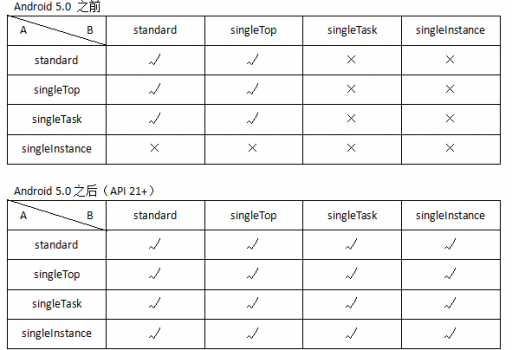 Android 5.0 之前
A B standard singleTop singleTask singleInstance
standard ✓ ✓ × ×
singleTop ✓ ✓ × ×
singleTask ✓ ✓ × ×
singleInstance × × × ×
Android 5.0 之后（API 21+）
A B standard singleTop singleTask singleInstance
standard ✓ ✓ ✓ ✓
singleTop ✓ ✓ ✓ ✓
singleTask ✓ ✓ ✓ ✓
singleInstance ✓ ✓ ✓ ✓